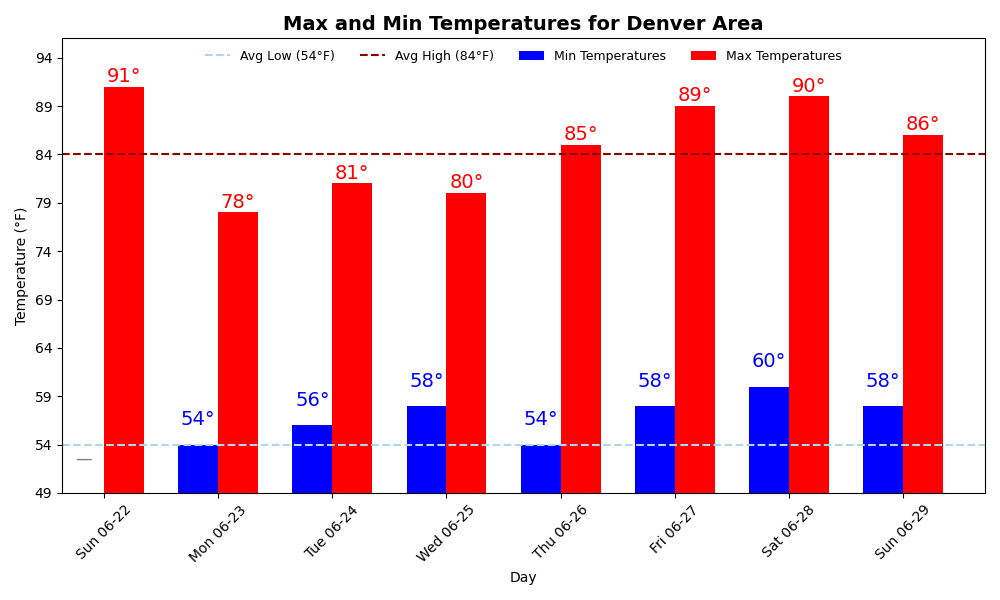 Max and Min Temperatures for Denver Area
Avg Low (54°F) Avg High (84°F) Min Temperatures Max Temperatures
94
89
84
79
74
69
64
59
54
49
Temperature (°F)
91°
78°
81°
80°
85°
89°
90°
86°
—
54°
56°
58°
54°
58°
60°
58°
Sun 06-22
Mon 06-23
Tue 06-24
Wed 06-25
Thu 06-26
Fri 06-27
Sat 06-28
Sun 06-29
Day